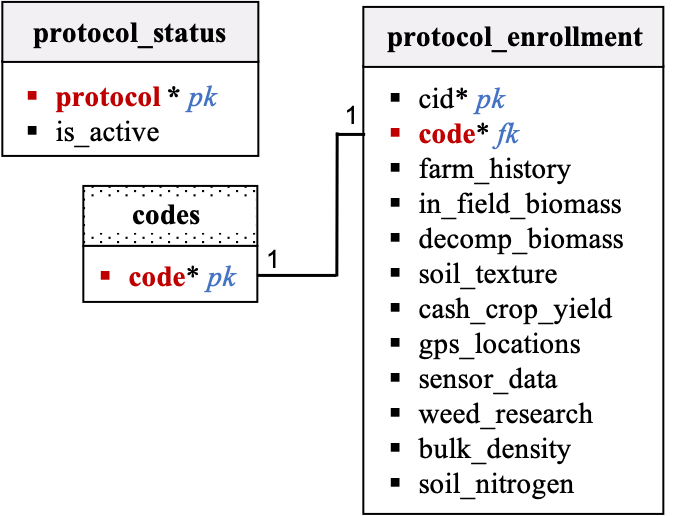 protocol_status
protocol * pk
is_active
codes
code* pk
1
1
protocol_enrollment
cid* pk
code* fk
farm_history
in_field_biomass
decomp_biomass
soil_texture
cash_crop_yield
gps_locations
sensor_data
weed_research
bulk_density
soil_nitrogen